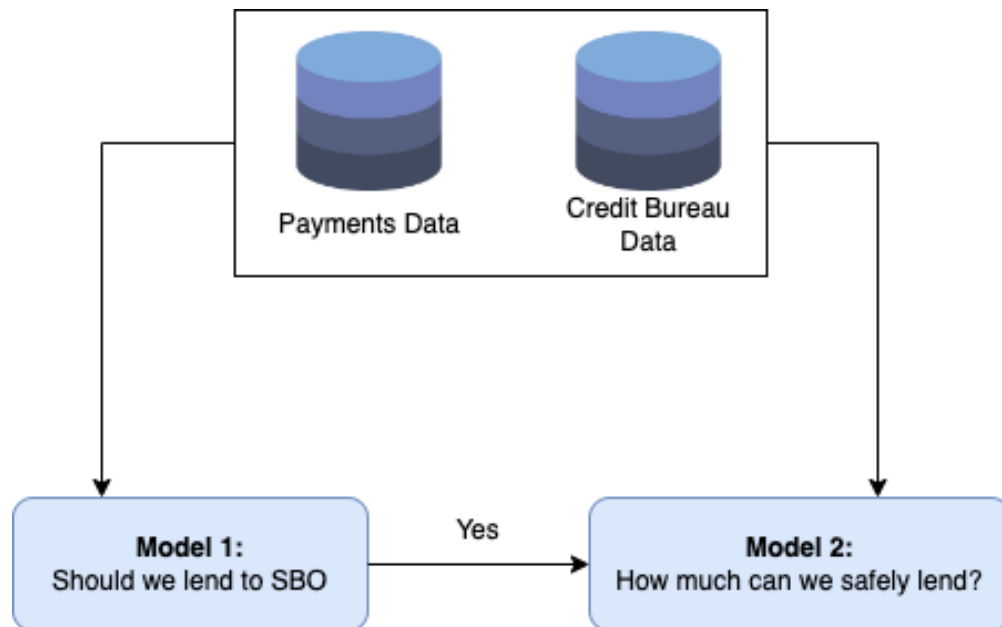 Payments Data
Credit Bureau
Data
Model 1:
Should we lend to SBO
Yes
Model 2:
How much can we safely lend?